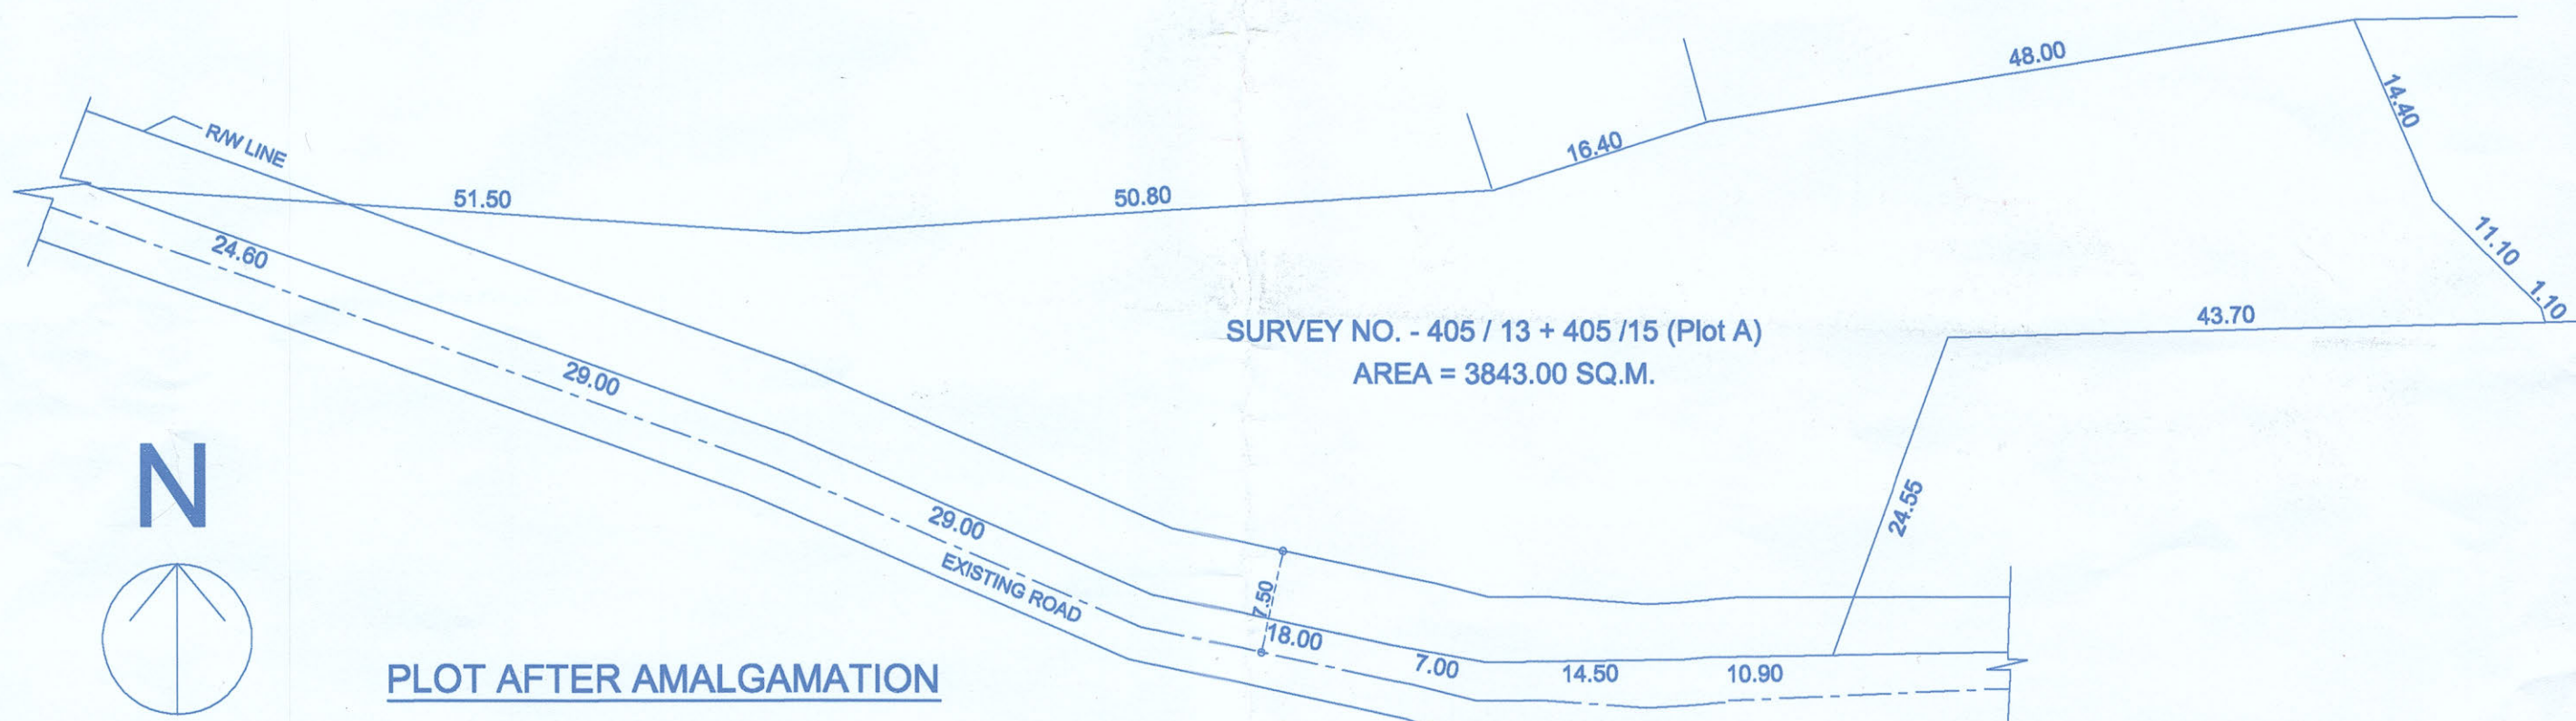 48.00
14.40
R/W LINE
16.40
51.50
50.80
11.10
24.60
1.10
43.70
SURVEY NO. - 405 / 13 + 405 /15 (Plot A)
AREA = 3843.00 SQ.M.
29.00
N
24.55
29.00
EXISTING ROAD
7.50
18.00
7.00
14.50
10.90
PLOT AFTER AMALGAMATION